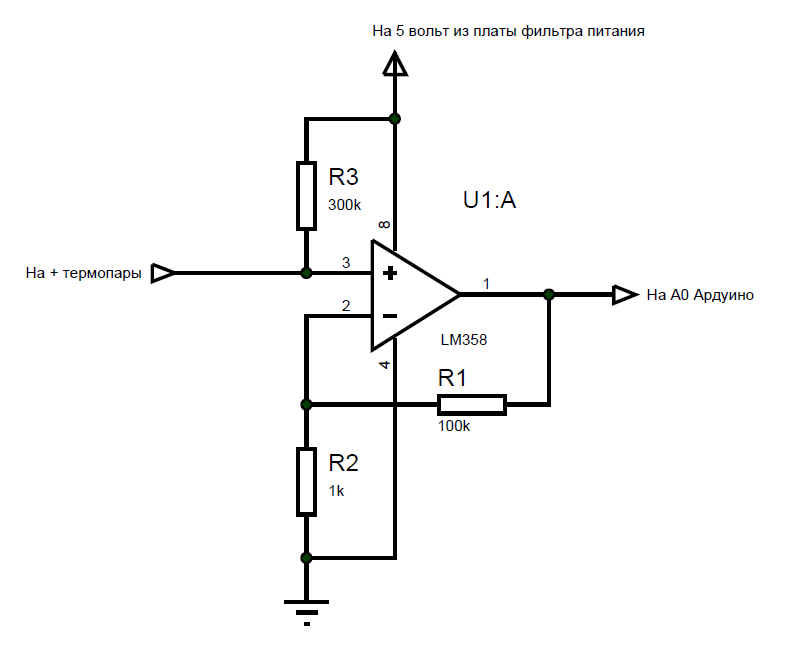 На 5 вольт из платы фильтра питания
R3
300k
U1:A
8
На + термопары
3
1
На А0 Ардуино
2
LM358
4
R1
100k
R2
1k